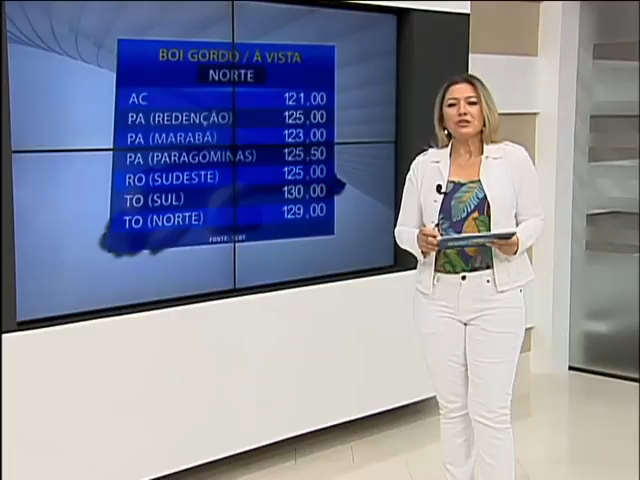 BOI GORDO / À VISTA
NORTE
AC 121,00
PA (REDENÇÃO) 125,00
PA (MARABÁ) 123,00
PA (PARAGOMINAS) 125,50
RO (SUDESTE) 125,00
TO (SUL) 130,00
TO (NORTE) 129,00